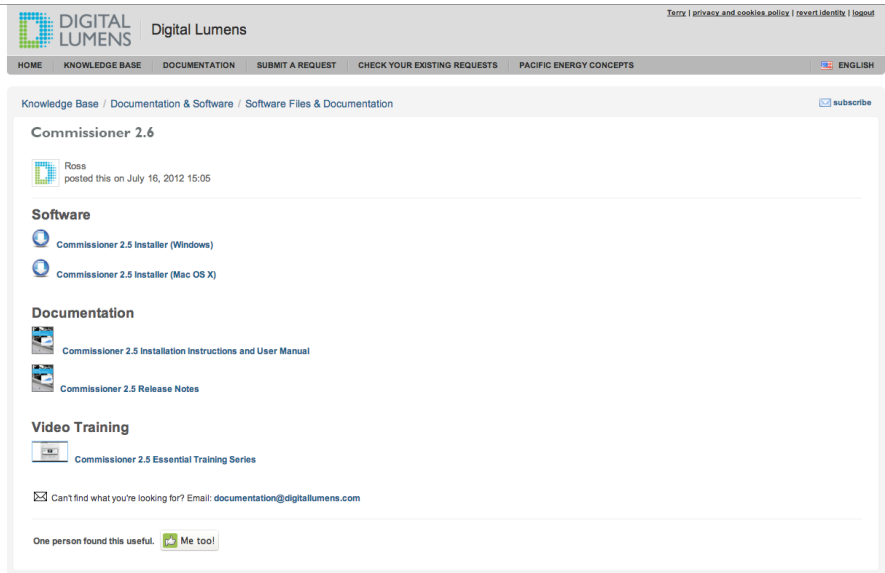 Terry | privacy and cookies policy | revert identity | logout
DIGITAL
LUMENS
Digital Lumens
HOME KNOWLEDGE BASE DOCUMENTATION SUBMIT A REQUEST CHECK YOUR EXISTING REQUESTS PACIFIC ENERGY CONCEPTS ENGLISH
Knowledge Base / Documentation & Software / Software Files & Documentation subscribe
Commissioner 2.6
Ross
posted this on July 16, 2012 15:05
Software
Commissioner 2.5 Installer (Windows)
Commissioner 2.5 Installer (Mac OS X)
Documentation
Commissioner 2.5 Installation Instructions and User Manual
Commissioner 2.5 Release Notes
Video Training
Commissioner 2.5 Essential Training Series
Can't find what you're looking for? Email: documentation@digitallumens.com
One person found this useful. Me too!